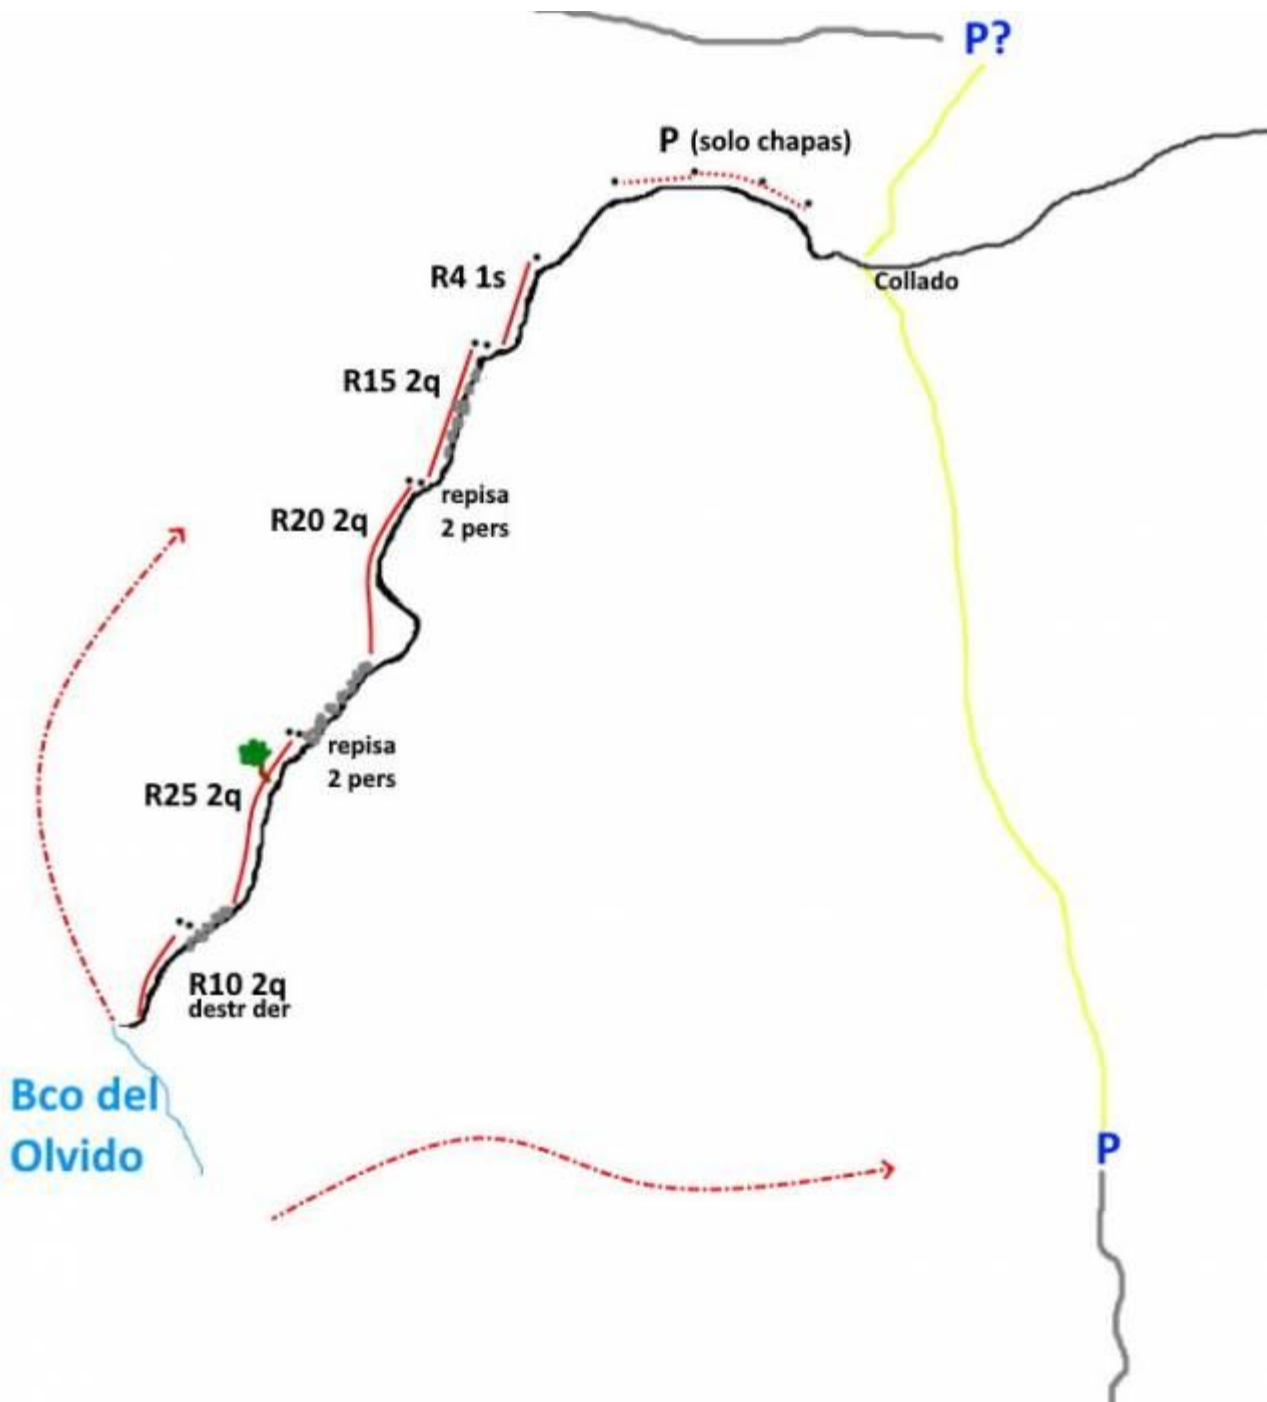 P?
P (solo chapas)
R4 1s
Collado
R15 2q
repisa
2 pers
R20 2q
repisa
2 pers
R25 2q
R10 2q
destr der
Bco del
Olvido
P